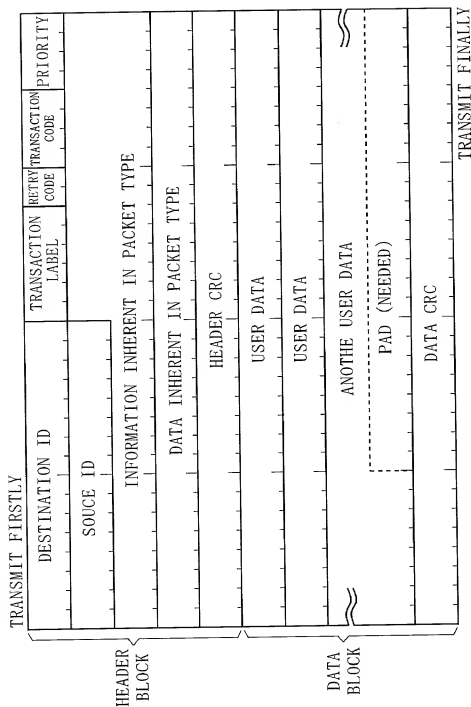 TRANSMIT FIRSTLY
DESTINATION ID
TRANSACTION
LABEL
RETRY
CODE
TRANSACTION
CODE
PRIORITY
SOUCE ID
INFORMATION INHERENT IN PACKET TYPE
DATA INHERENT IN PACKET TYPE
HEADER CRC
USER DATA
USER DATA
ANOTHE USER DATA
PAD (NEEDED)
DATA CRC
TRANSMIT FINALLY
HEADER
BLOCK
DATA
BLOCK